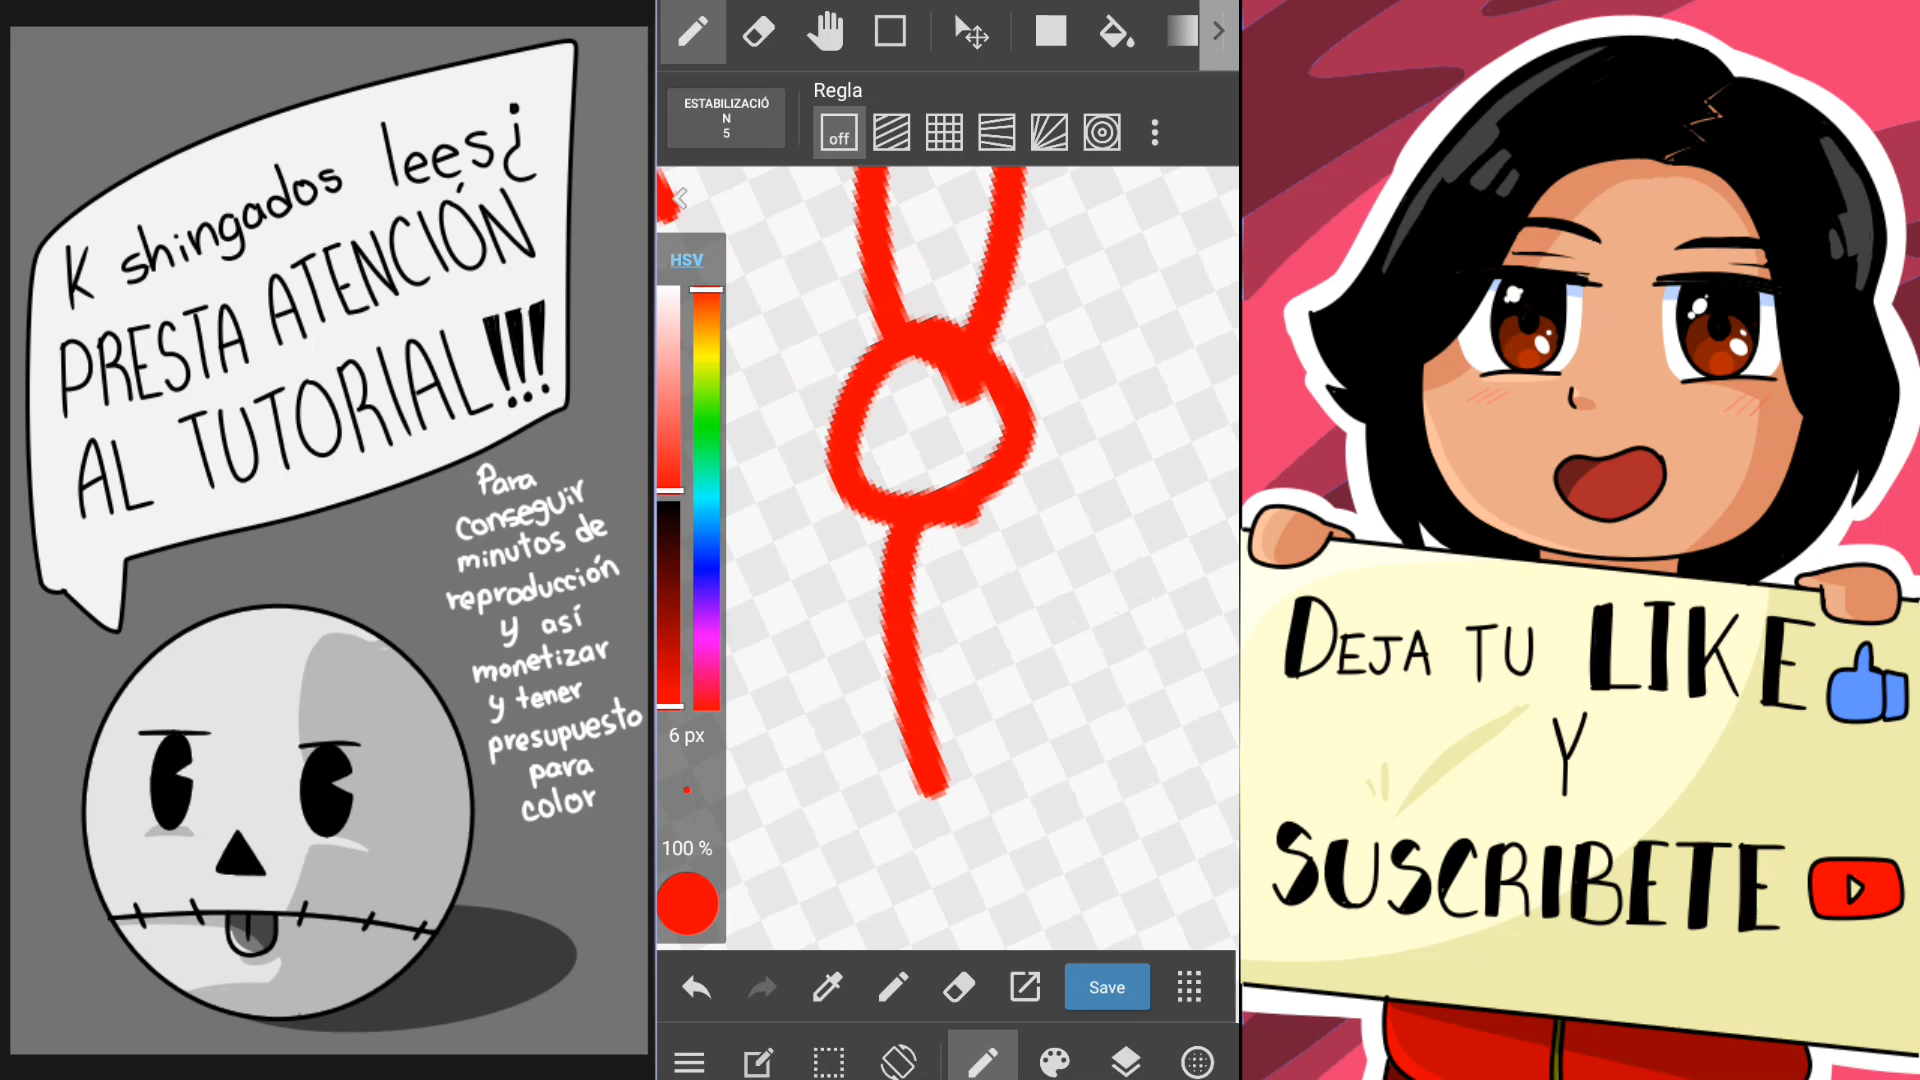 K shingados lees¿
PRESTA ATENCIÓN
AL TUTORIAL!!!
Para
conseguir
minutos de
reproducción
y así
monetizar
y tener
presupuesto
para
color
ESTABILIZACIÓ
N
5
Regla
off
HSV
6 px
100 %
Save
DEJA TU LIKE
Y
SUSCRIBETE